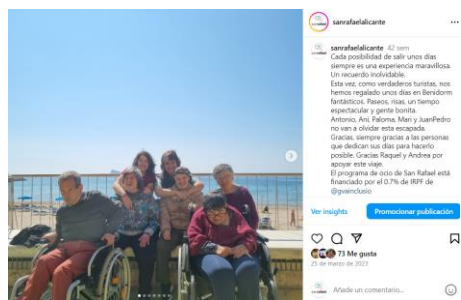 sanrafaelalicante
sanrafaelalicante 42 sem
Cada posibilidad de salir unos días
siempre es una experiencia maravillosa.
Un recuerdo inolvidable.
Esta vez, como verdaderos turistas, nos
hemos regalado unos días en Benidorm
fantásticos. Paseos, risas, un tiempo
espectacular y gente bonita.
Antonio, Ani, Paloma, Mari y JuanPedro
no van a olvidar esta escapada.
Gracias, siempre gracias a las personas
que dedican sus días para hacerlo
posible. Gracias Raquel y Andrea por
apoyar este viaje.
El programa de ocio de San Rafael está
financiado por el 0.7% de IRPF de
@gvainclusio
Ver insights
Promocionar publicación
73 Me gusta
25 de marzo de 2023
Añade un comentario...